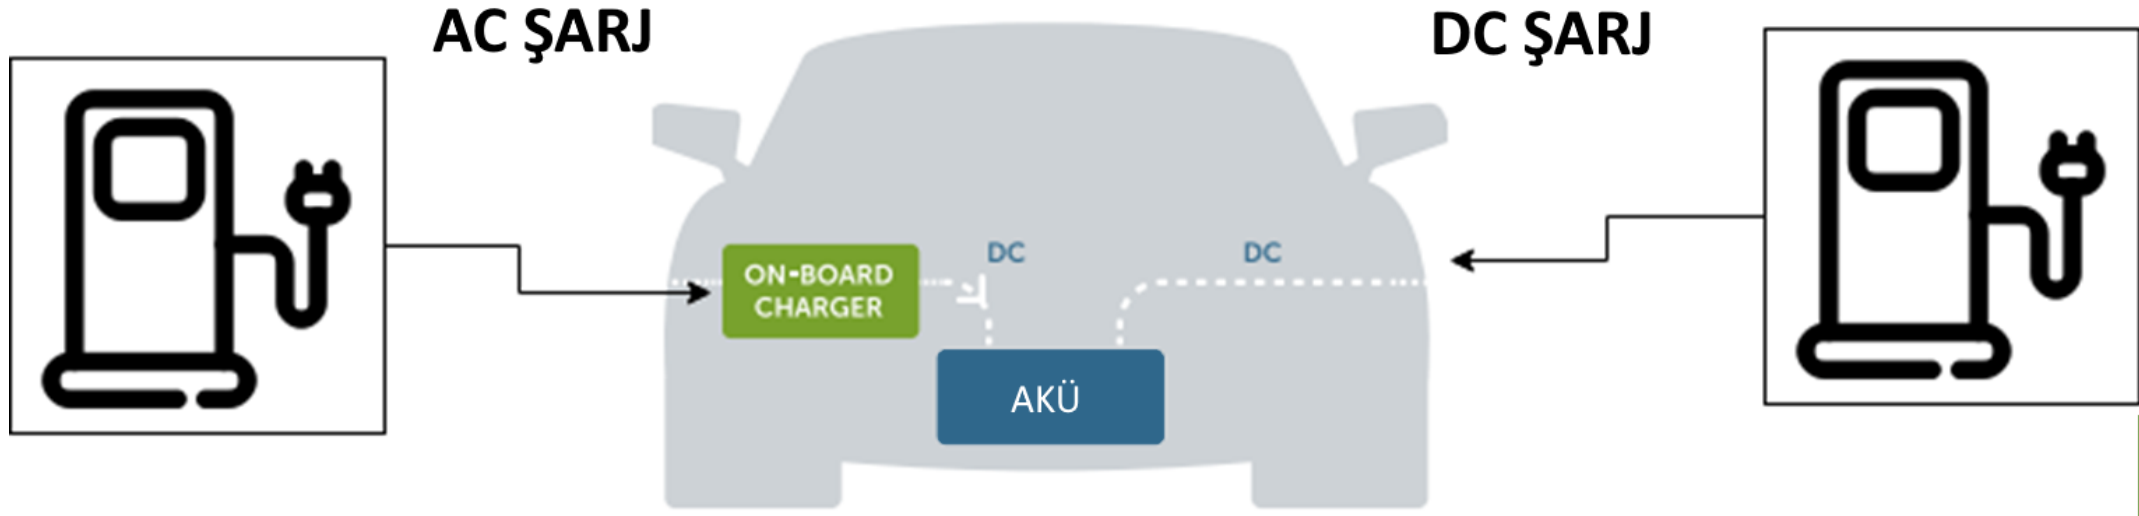 AC ŞARJ
DC ŞARJ
ON-BOARD
CHARGER
DC
DC
AKÜ